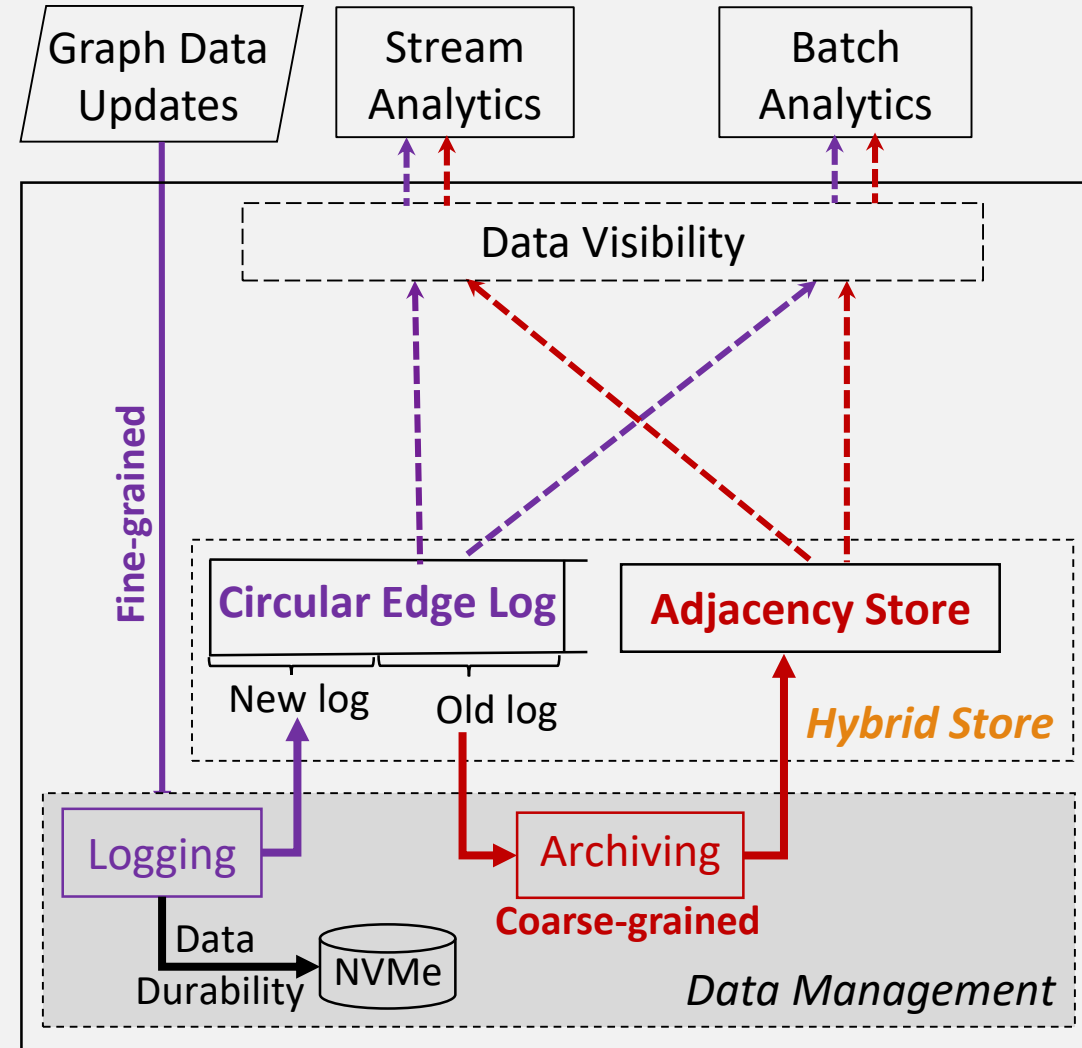 Graph Data
Updates
Stream
Analytics
Batch
Analytics
Data Visibility
Fine-grained
Circular Edge Log
Adjacency Store
New log
Old log
Hybrid Store
Logging
Archiving
Coarse-grained
Data
Durability
NVMe
Data Management